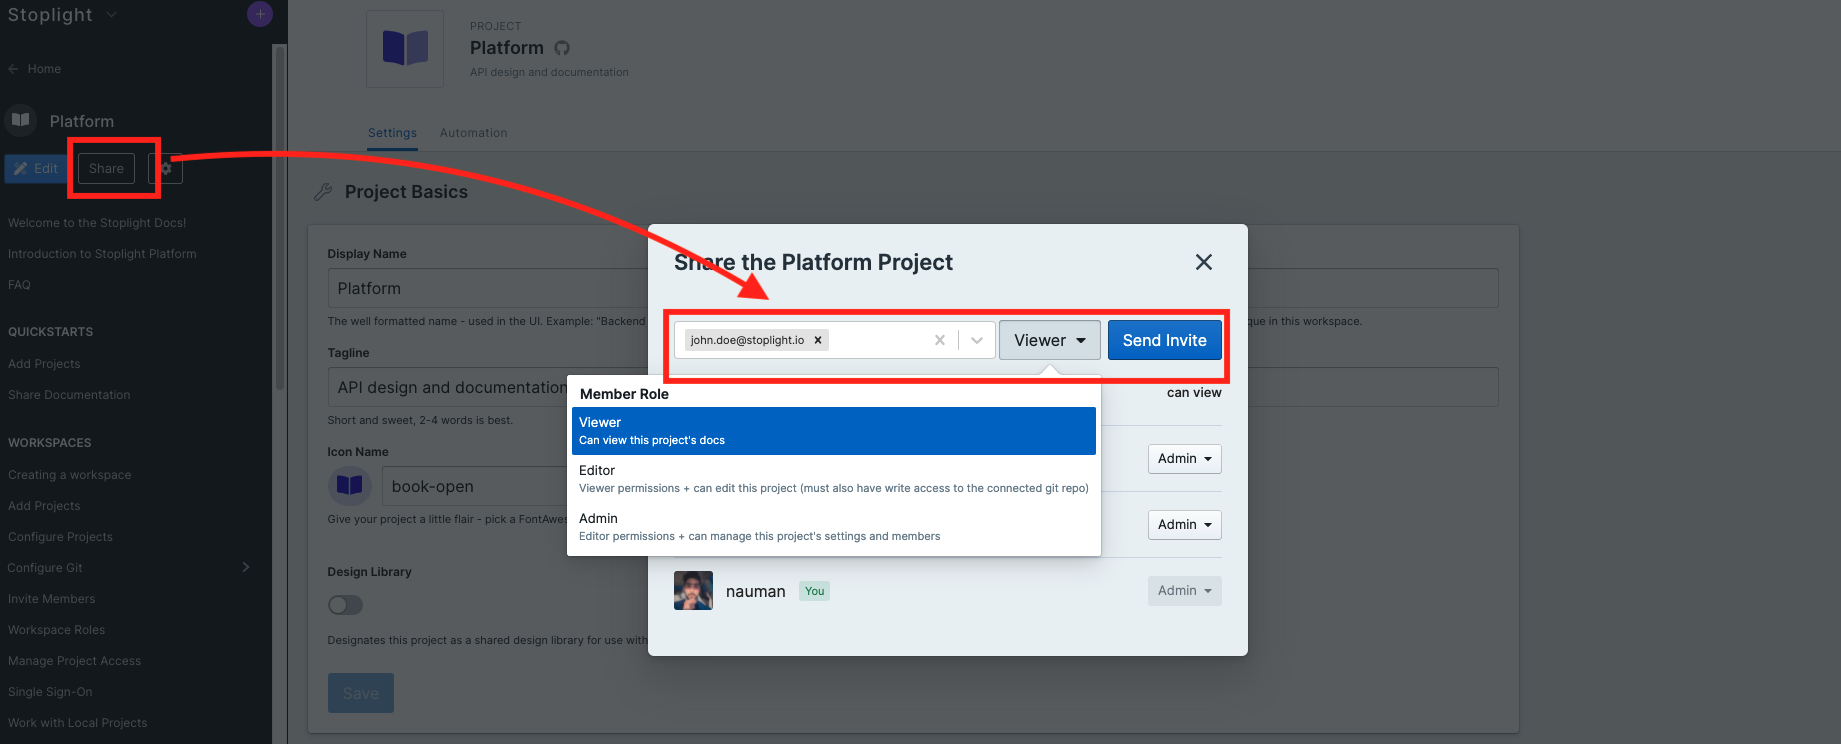 Stoplight
Home
Platform
Edit
Share
Welcome to the Stoplight Docs!
Introduction to Stoplight Platform
FAQ
QUICKSTARTS
Add Projects
Share Documentation
WORKSPACES
Creating a workspace
Add Projects
Configure Projects
Configure Git
Invite Members
Workspace Roles
Manage Project Access
Single Sign-On
Work with Local Projects
PROJECT
Platform
API design and documentation
Settings
Automation
Project Basics
Display Name
Platform
The well formatted name - used in the UI. Example: "Backend
que in this workspace.
Tagline
API design and documentation
Short and sweet, 2-4 words is best.
Icon Name
book-open
Give your project a little flair - pick a
Design Library
Designates this project as a shared design library for use with
Save
Share the Platform Project
john.doe@stoplight.io
Viewer
Send Invite
can view
Member Role
Viewer
Can view this project's docs
Editor
Viewer permissions + can edit this project (must also have write access to the connected git repo)
Admin
Editor permissions + can manage this project's settings and members
Admin
Admin
nauman
You
Admin